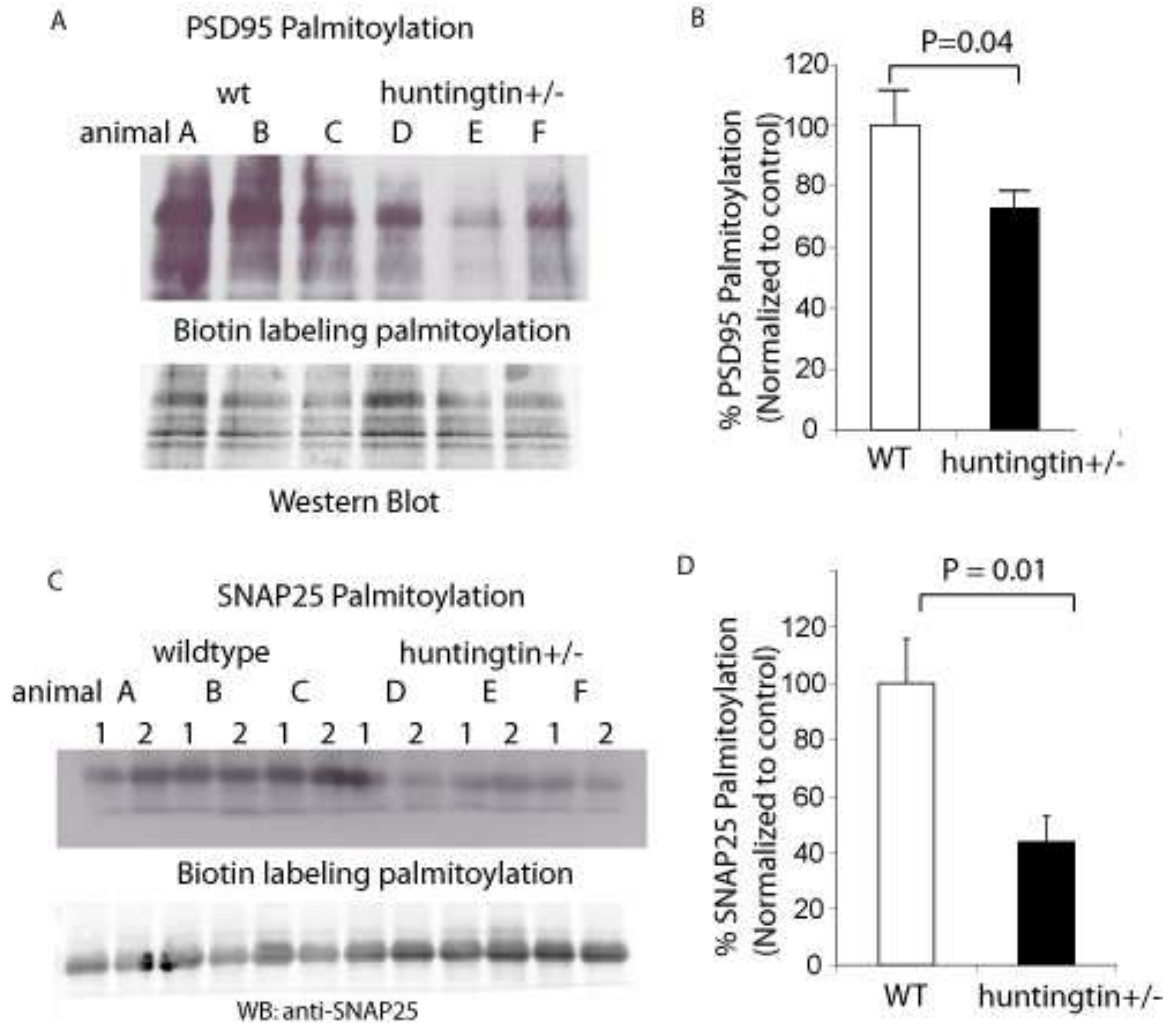 A
PSD95 Palmitoylation
wt huntingtin+/-
animal A B C D E F
Biotin labeling palmitoylation
Western Blot
B
P=0.04
% PSD95 Palmitoylation
(Normalized to control)
120
100
80
60
40
20
0
WT huntingtin+/-
C
SNAP25 Palmitoylation
wildtype huntingtin+/-
animal A B C D E F
1 2 1 2 1 2 1 2 1 2 1 2
Biotin labeling palmitoylation
WB: anti-SNAP25
D
P = 0.01
% SNAP25 Palmitoylation
(Normalized to control)
120
100
80
60
40
20
0
WT huntingtin+/-